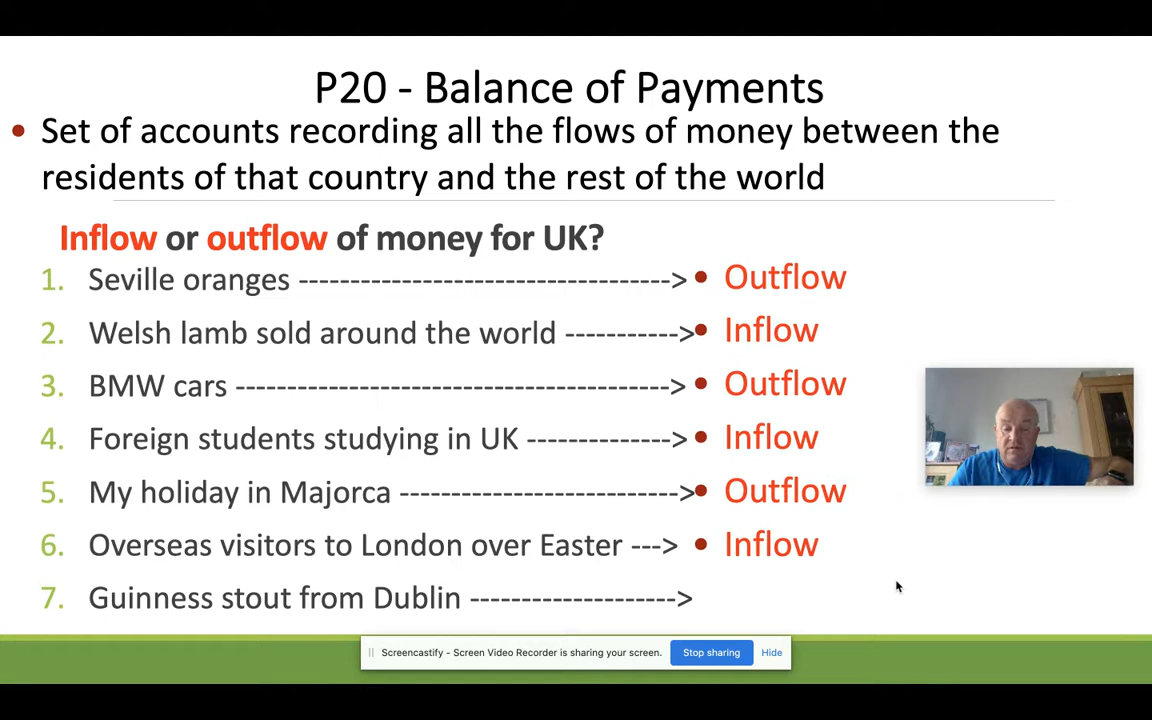 P20 - Balance of Payments
• Set of accounts recording all the flows of money between the
residents of that country and the rest of the world
Inflow or outflow of money for UK?
1. Seville oranges -------------------------------------> • Outflow
2. Welsh lamb sold around the world -----------> • Inflow
3. BMW cars -------------------------------------------> • Outflow
4. Foreign students studying in UK --------------> • Inflow
5. My holiday in Majorca ----------------------------> • Outflow
6. Overseas visitors to London over Easter ---> • Inflow
7. Guinness stout from Dublin -------------------->
Screencastify - Screen Video Recorder is sharing your screen. Stop sharing Hide